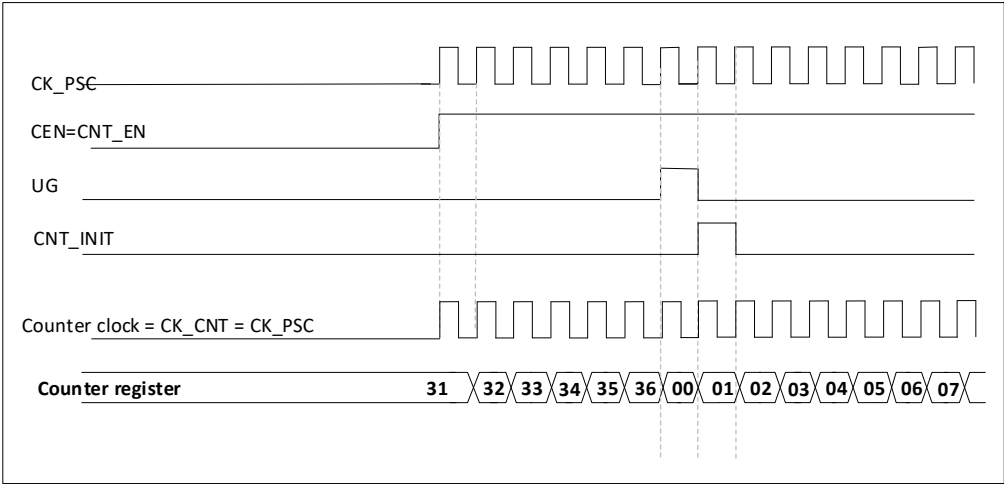 CK_PSC
CEN=CNT_EN
UG
CNT_INIT
Counter clock = CK_CNT = CK_PSC
Counter register 31 32 33 34 35 36 00 01 02 03 04 05 06 07